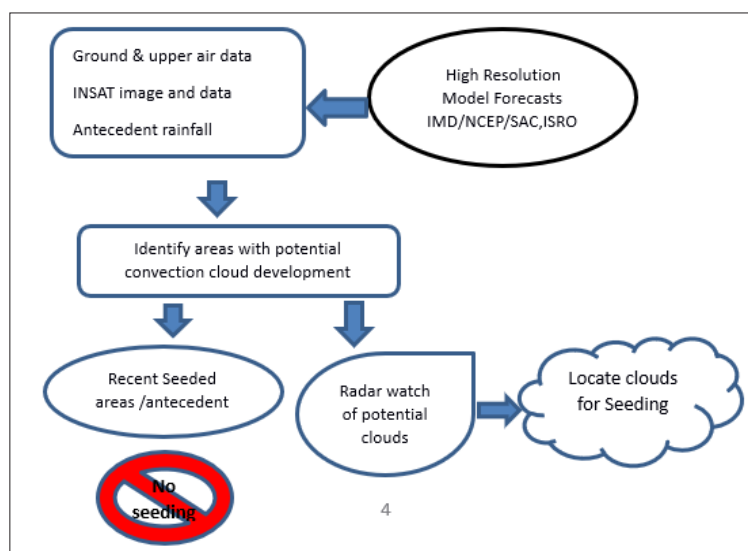 Ground & upper air data
INSAT image and data
Antecedent rainfall
High Resolution
Model Forecasts
IMD/NCEP/SAC,ISRO
Identify areas with potential
convection cloud development
Recent Seeded
areas /antecedent
Radar watch
of potential
clouds
Locate clouds
for Seeding
No
seeding
4